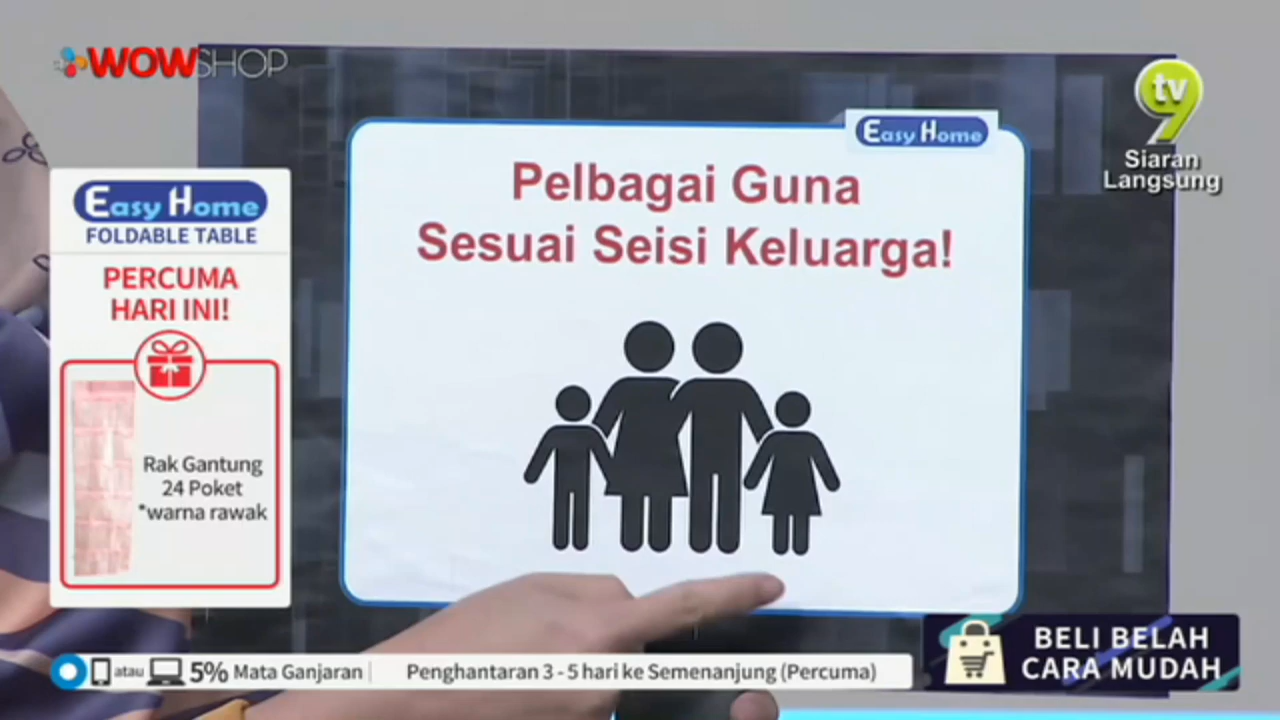 WOWSHOP
tv
9
Siaran
Langsung
Easy Home
Pelbagai Guna
Sesuai Seisi Keluarga!
Easy Home
FOLDABLE TABLE
PERCUMA
HARI INI!
Rak Gantung
24 Poket
*warna rawak
atau 5% Mata Ganjaran
Penghantaran 3 - 5 hari ke Semenanjung (Percuma)
BELI BELAH
CARA MUDAH